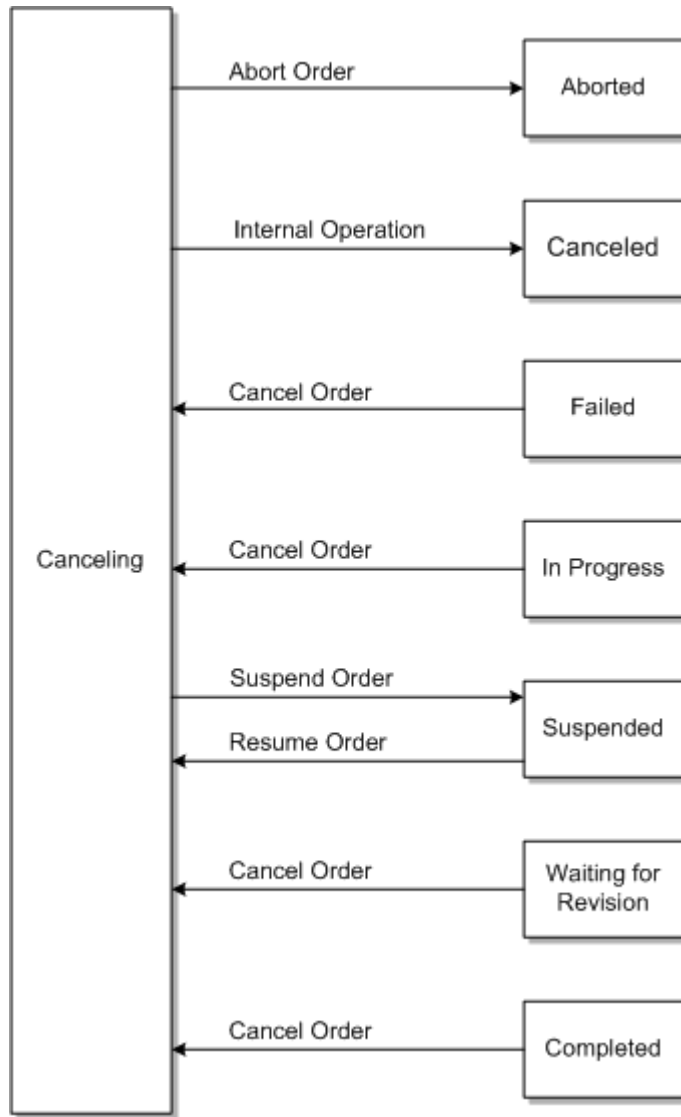 Abort Order
Aborted
Internal Operation
Canceled
Cancel Order
Failed
Canceling
Cancel Order
In Progress
Suspend Order
Suspended
Resume Order
Cancel Order
Waiting for
Revision
Cancel Order
Completed